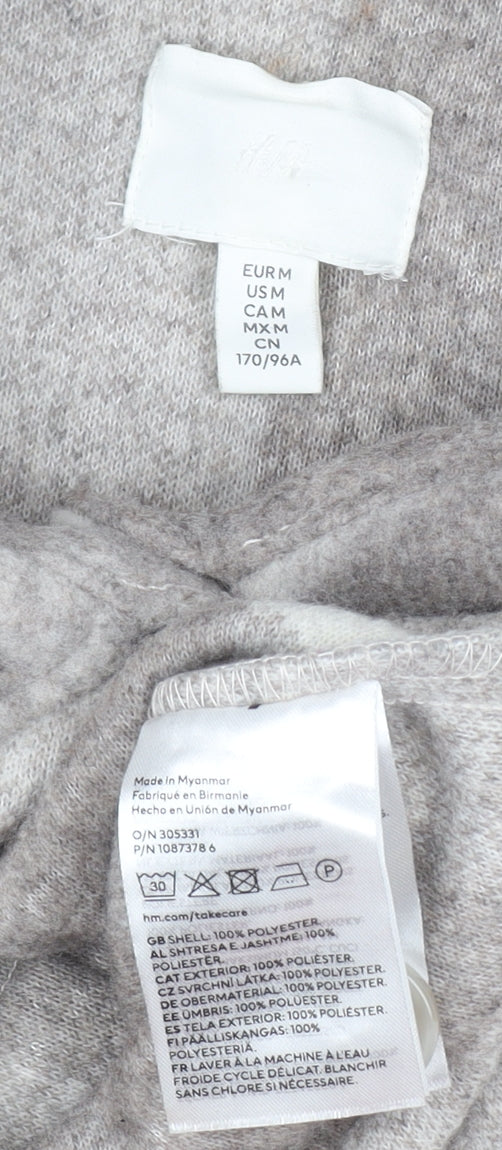 H&M
EUR M
US M
CA M
MX M
CN
170/96A
Made in Myanmar
Fabriqué en Birmanie
Hecho en Unión de Myanmar
O/N 305331
P/N 1087378 6
30
P
hm.com/takecare
GB SHELL: 100% POLYESTER.
AL SHTRESA E JASHTME: 100%
POLIESTËR.
CAT EXTERIOR: 100% POLIÈSTER.
CZ SVRCHNÍ LÁTKA: 100% POLYESTER.
DE OBERMATERIAL: 100% POLYESTER.
EE ÜMBRIS: 100% POLÜESTER.
ES TELA EXTERIOR: 100% POLIÉSTER.
FI PÄÄLLISKANGAS: 100%
POLYESTERIÄ.
FR LAVER À LA MACHINE À L'EAU
FROIDE CYCLE DÉLICAT. BLANCHIR
SANS CHLORE SI NÉCESSAIRE.